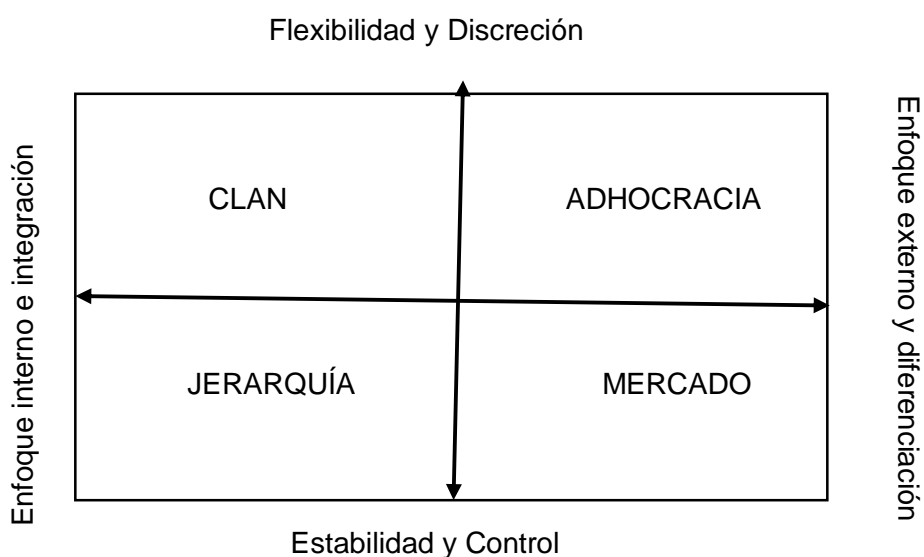 Flexibilidad y Discreción
Enfoque interno e integración
CLAN
ADHOCRACIA
Enfoque externo y diferenciación
JERARQUÍA
MERCADO
Estabilidad y Control